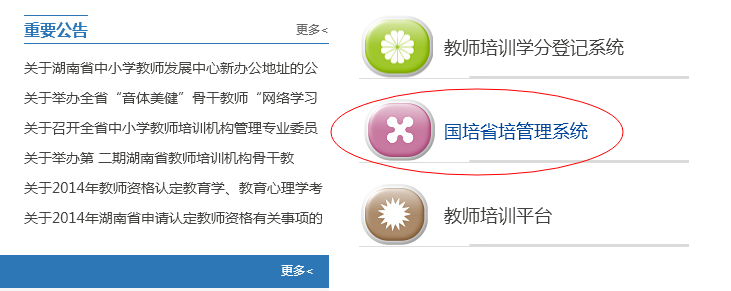 重要公告
更多<
关于湖南省中小学教师发展中心新办公地址的公
关于举办全省“音体美健”骨干教师“网络学习
关于召开全省中小学教师培训机构管理专业委员
关于举办第 二期湖南省教师培训机构骨干教
关于2014年教师资格认定教育学、教育心理学考
关于2014年湖南省申请认定教师资格有关事项的
更多<
教师培训学分登记系统
国培省培管理系统
教师培训平台